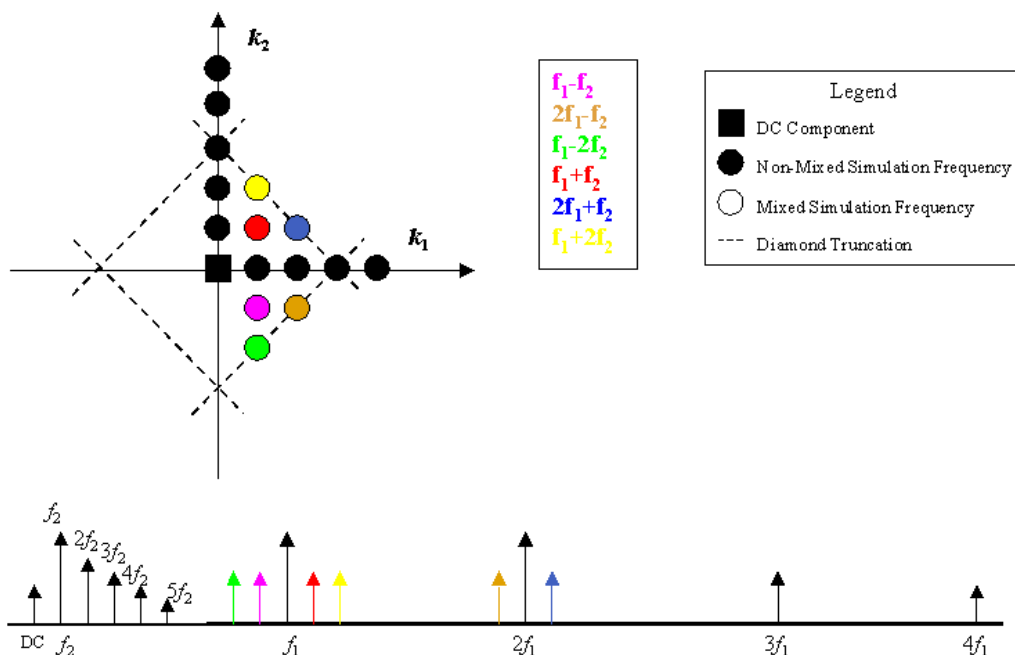 k₂
k₁
f₁-f₂
2f₁-f₂
f₁-2f₂
f₁+f₂
2f₁+f₂
f₁+2f₂
Legend
DC Component
Non-Mixed Simulation Frequency
Mixed Simulation Frequency
Diamond Truncation
f₂
2f₂
3f₂
4f₂
5f₂
DC f₂ f₁ 2f₁ 3f₁ 4f₁